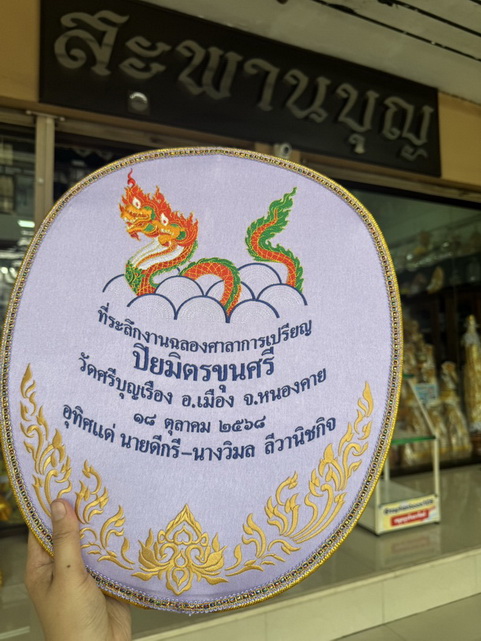 สะพานบุญ
ที่ระลึกงานฉลองศาลาการเปรียญ
ปิยมิตรขุนศรี
วัดศรีบุญเรือง อ.เมือง จ.หนองคาย
๑๘ ตุลาคม ๒๕๖๘
อุทิศแด่ นายดีกรี-นางวิมล ลีวานิชกิจ